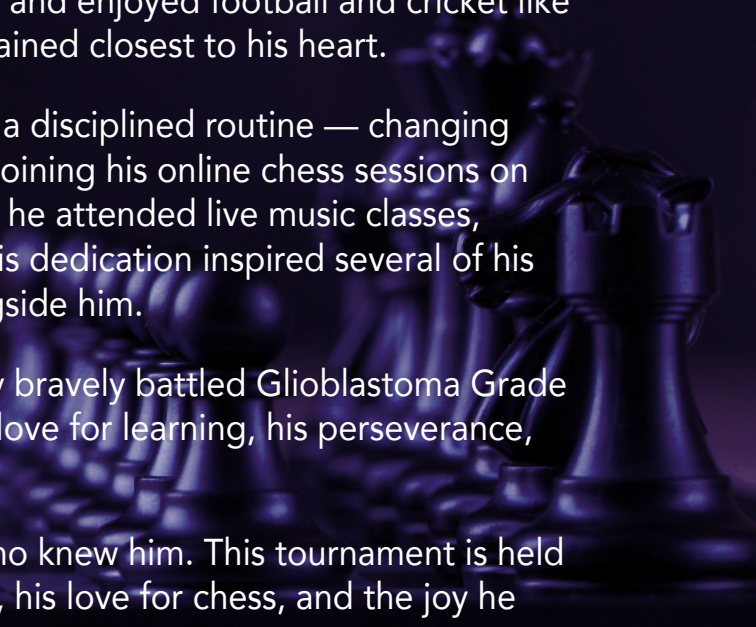 and enjoyed football and cricket like
ained closest to his heart.
a disciplined routine — changing
oining his online chess sessions on
he attended live music classes,
is dedication inspired several of his
gside him.
y bravely battled Glioblastoma Grade
love for learning, his perseverance,
ho knew him. This tournament is held
, his love for chess, and the joy he